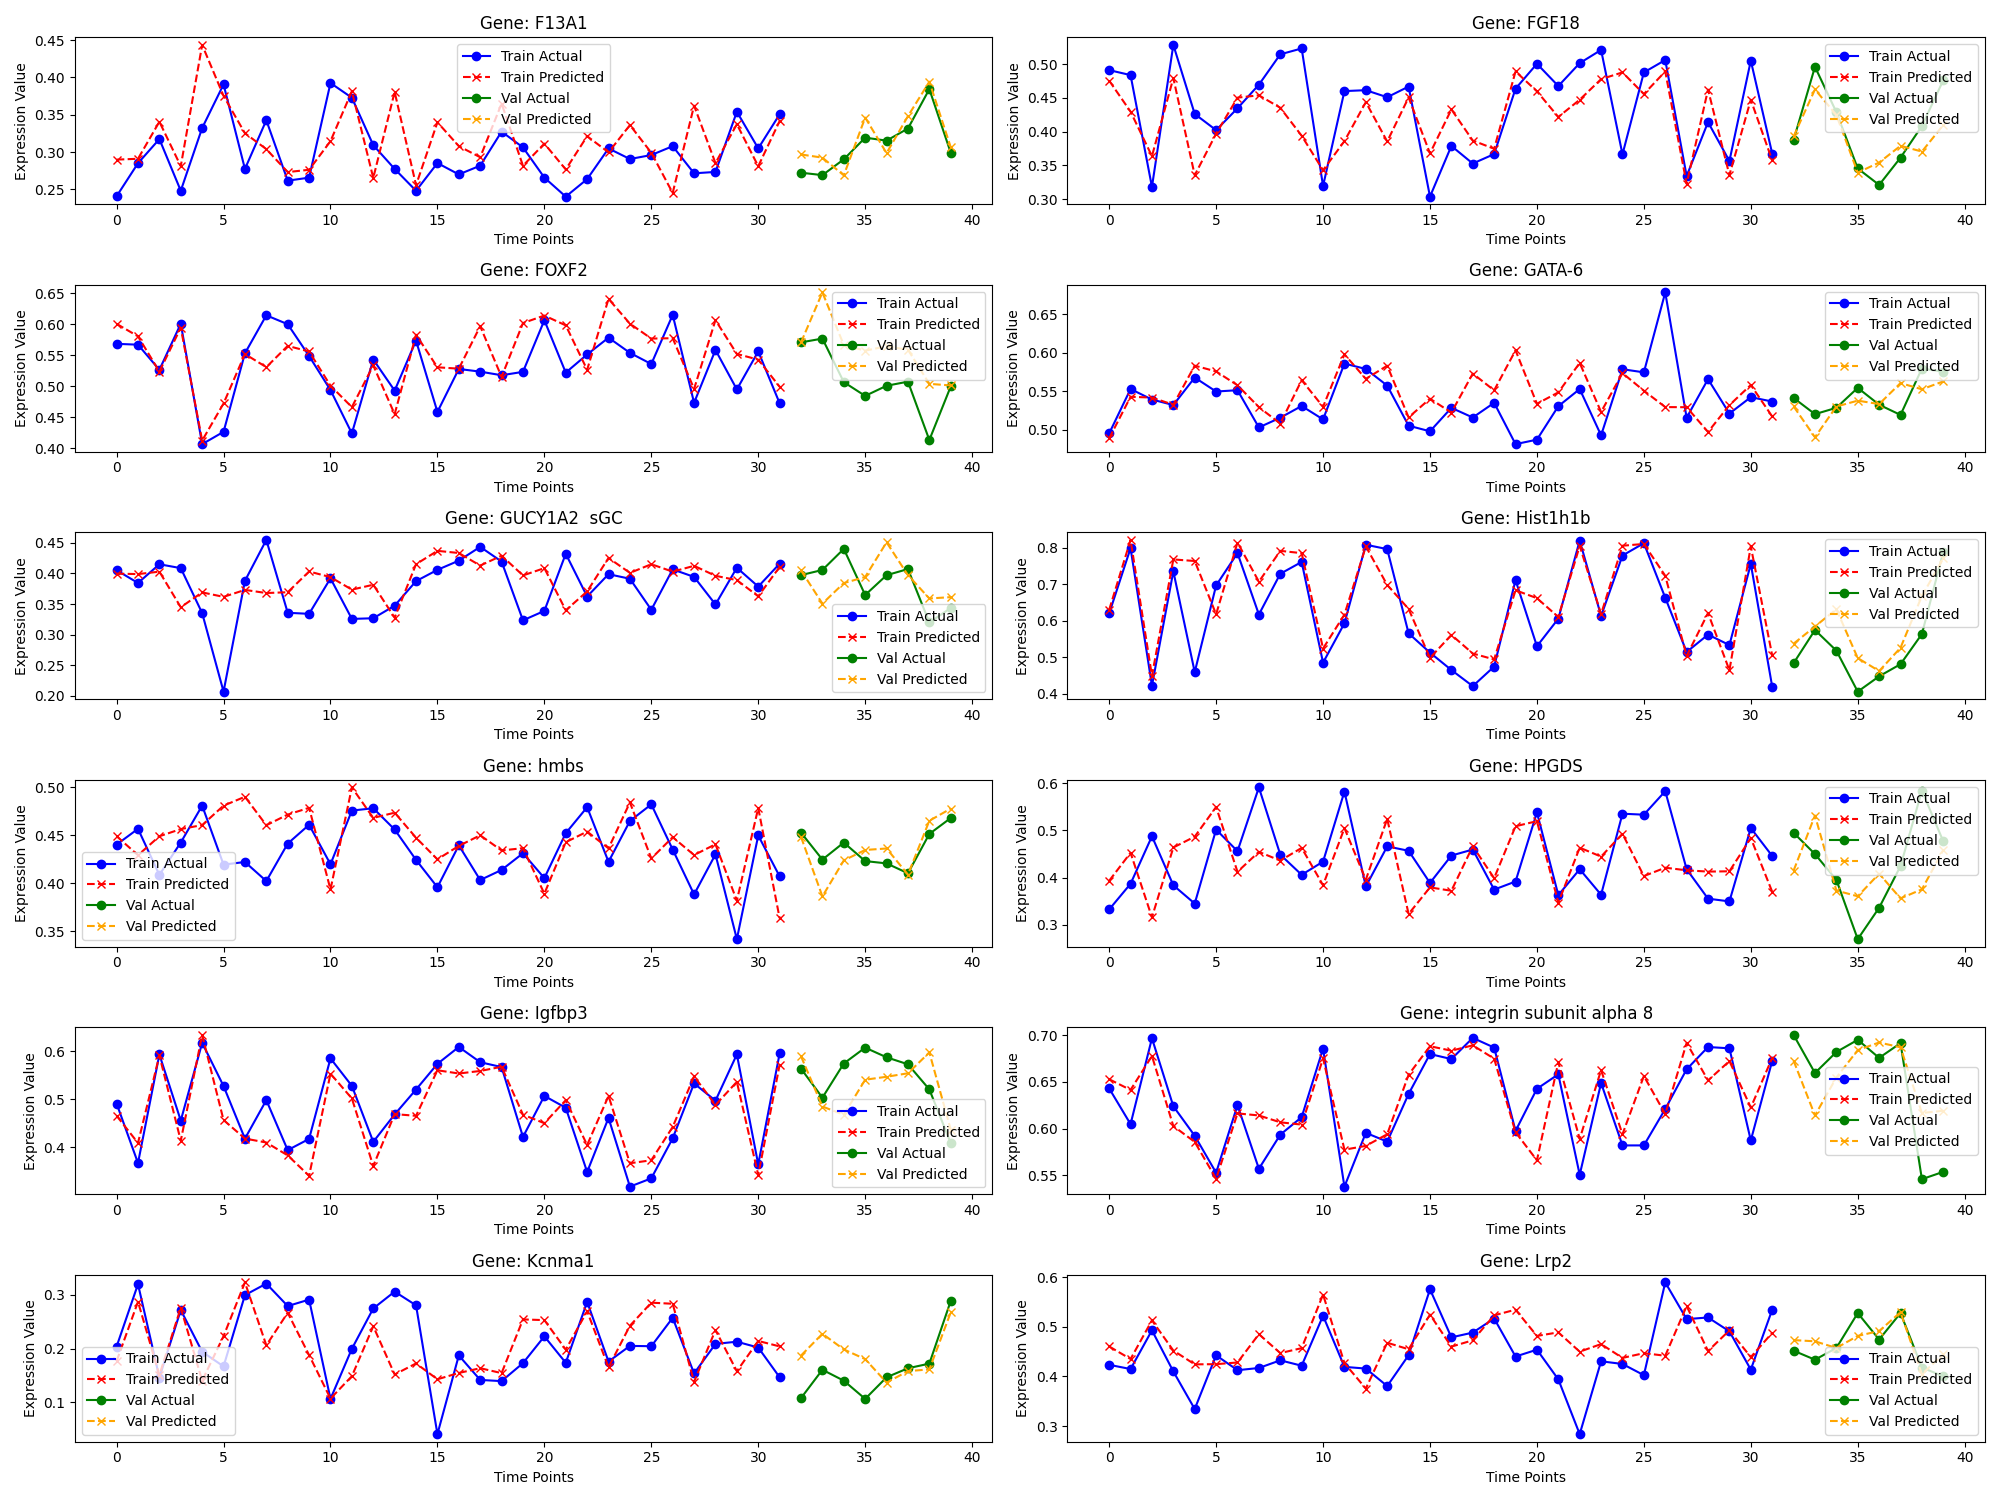 Gene: F13A1
Expression Value
0.45
0.40
0.35
0.30
0.25
Train Actual
Train Predicted
Val Actual
Val Predicted
0 5 10 15 20 25 30 35 40
Time Points
Gene: FGF18
Expression Value
0.50
0.45
0.40
0.35
0.30
Train Actual
Train Predicted
Val Actual
Val Predicted
0 5 10 15 20 25 30 35 40
Time Points
Gene: FOXF2
Expression Value
0.65
0.60
0.55
0.50
0.45
0.40
Train Actual
Train Predicted
Val Actual
Val Predicted
0 5 10 15 20 25 30 35 40
Time Points
Gene: GATA-6
Expression Value
0.65
0.60
0.55
0.50
Train Actual
Train Predicted
Val Actual
Val Predicted
0 5 10 15 20 25 30 35 40
Time Points
Gene: GUCY1A2  sGC
Expression Value
0.45
0.40
0.35
0.30
0.25
0.20
Train Actual
Train Predicted
Val Actual
Val Predicted
0 5 10 15 20 25 30 35 40
Time Points
Gene: Hist1h1b
Expression Value
0.8
0.7
0.6
0.5
0.4
Train Actual
Train Predicted
Val Actual
Val Predicted
0 5 10 15 20 25 30 35 40
Time Points
Gene: hmbs
Expression Value
0.50
0.45
0.40
0.35
Train Actual
Train Predicted
Val Actual
Val Predicted
0 5 10 15 20 25 30 35 40
Time Points
Gene: HPGDS
Expression Value
0.6
0.5
0.4
0.3
Train Actual
Train Predicted
Val Actual
Val Predicted
0 5 10 15 20 25 30 35 40
Time Points
Gene: Igfbp3
Expression Value
0.6
0.5
0.4
Train Actual
Train Predicted
Val Actual
Val Predicted
0 5 10 15 20 25 30 35 40
Time Points
Gene: integrin subunit alpha 8
Expression Value
0.70
0.65
0.60
0.55
Train Actual
Train Predicted
Val Actual
Val Predicted
0 5 10 15 20 25 30 35 40
Time Points
Gene: Kcnma1
Expression Value
0.3
0.2
0.1
Train Actual
Train Predicted
Val Actual
Val Predicted
0 5 10 15 20 25 30 35 40
Time Points
Gene: Lrp2
Expression Value
0.6
0.5
0.4
0.3
Train Actual
Train Predicted
Val Actual
Val Predicted
0 5 10 15 20 25 30 35 40
Time Points